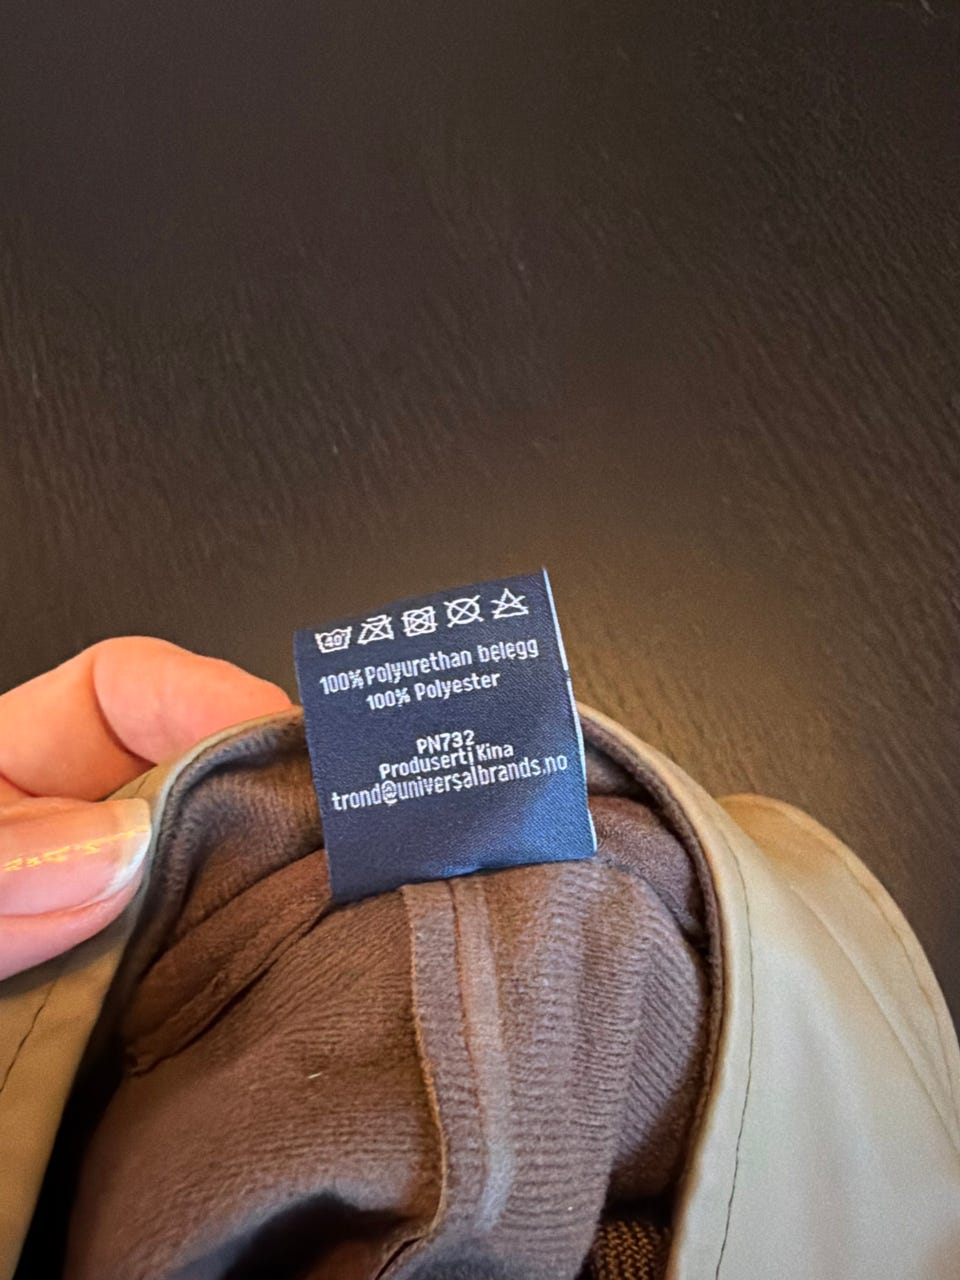 40
100% Polyurethan belegg
100% Polyester
PN732
Produsert i Kina
trond@universalbrands.no